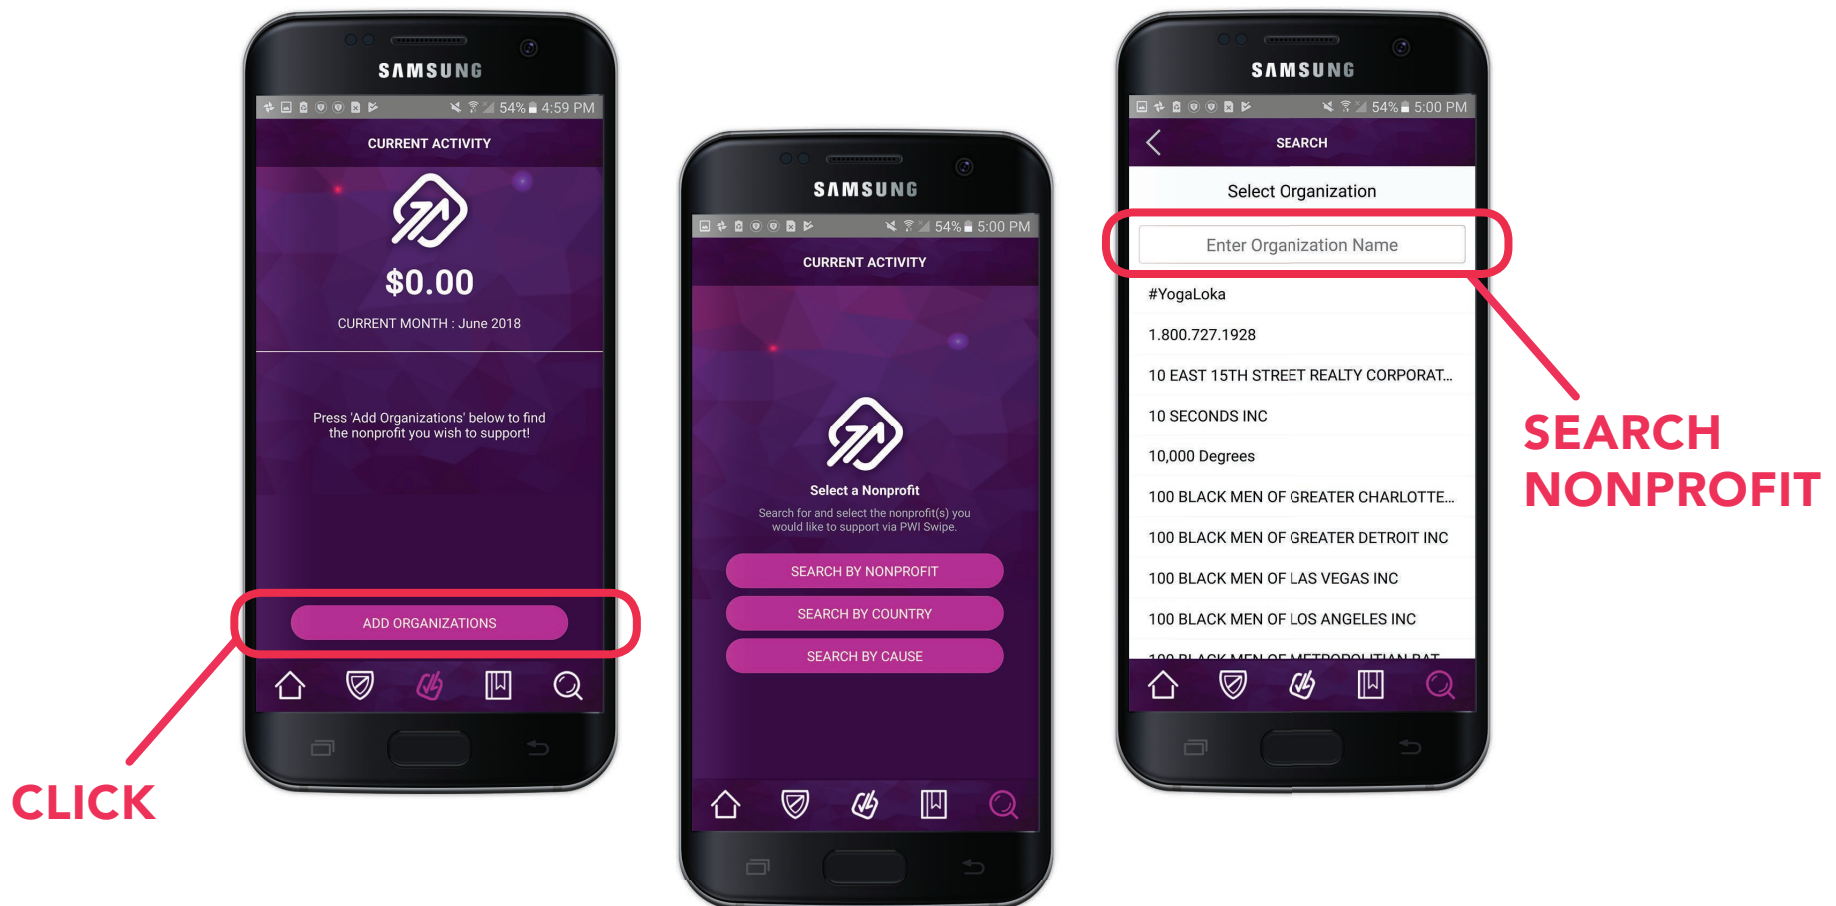 SAMSUNG
54% 4:59 PM
CURRENT ACTIVITY
$0.00
CURRENT MONTH : June 2018
Press 'Add Organizations' below to find
the nonprofit you wish to support!
ADD ORGANIZATIONS
CLICK
SAMSUNG
54% 5:00 PM
CURRENT ACTIVITY
Select a Nonprofit
Search for and select the nonprofit(s) you
would like to support via PWI Swipe.
SEARCH BY NONPROFIT
SEARCH BY COUNTRY
SEARCH BY CAUSE
SAMSUNG
54% 5:00 PM
SEARCH
Select Organization
Enter Organization Name
#YogaLoka
1.800.727.1928
10 EAST 15TH STREET REALTY CORPORAT...
10 SECONDS INC
10,000 Degrees
100 BLACK MEN OF GREATER CHARLOTTE...
100 BLACK MEN OF GREATER DETROIT INC
100 BLACK MEN OF LAS VEGAS INC
100 BLACK MEN OF LOS ANGELES INC
100 BLACK MEN OF METROPOLITIAN BAT
SEARCH
NONPROFIT